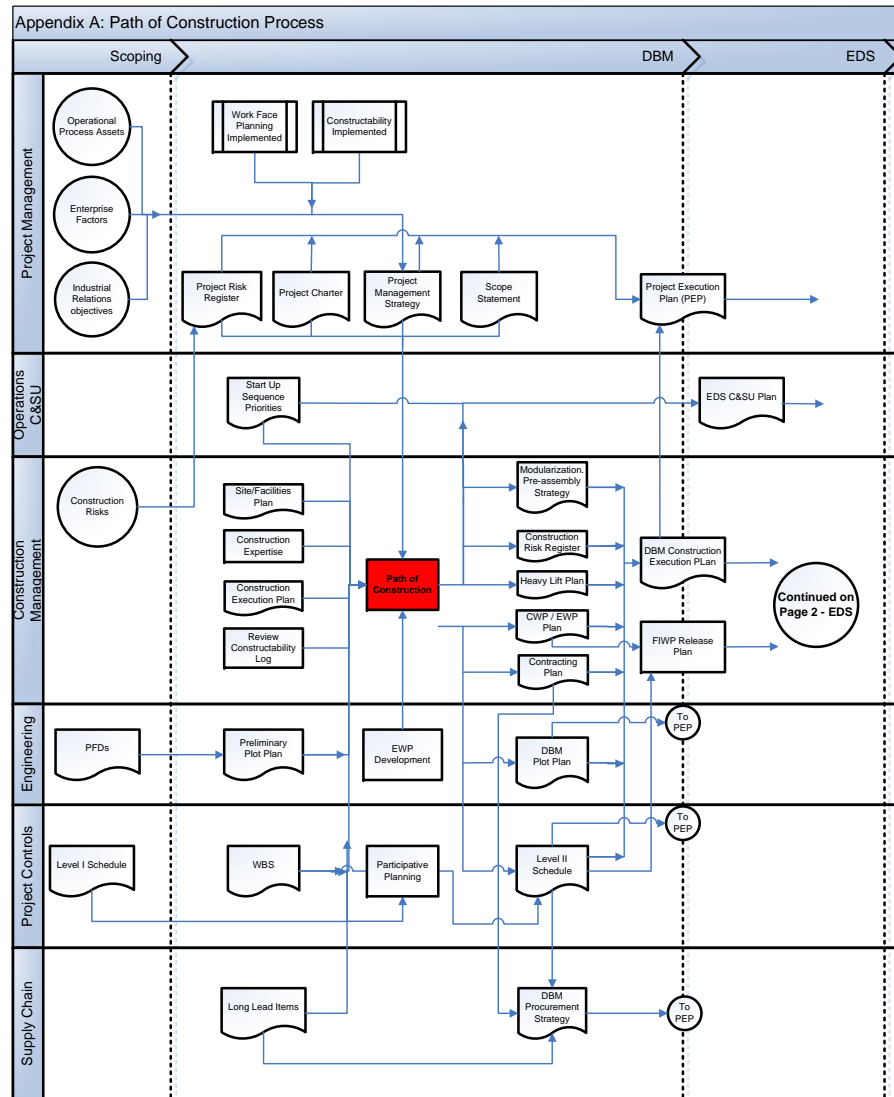 Appendix A: Path of Construction Process
Scoping
DBM
EDS
Project Management
Operational
Process Assets
Work Face
Planning
Implemented
Constructability
Implemented
Enterprise
Factors
Industrial
Relations
objectives
Project Risk
Register
Project Charter
Project
Management
Strategy
Scope
Statement
Project Execution
Plan (PEP)
Operations
C&SU
Start Up
Sequence
Priorities
EDS C&SU Plan
Construction
Management
Construction
Risks
Site/Facilities
Plan
Construction
Expertise
Construction
Execution Plan
Review
Constructability
Log
Path of
Construction
Modularization.
Pre-assembly
Strategy
Construction
Risk Register
Heavy Lift Plan
CWP / EWP
Plan
Contracting
Plan
DBM Construction
Execution PLan
FIWP Release
Plan
Continued on
Page 2 - EDS
Engineering
PFDs
Preliminary
Plot Plan
EWP
Development
DBM
Plot Plan
To
PEP
Project Controls
Level I Schedule
WBS
Participative
Planning
Level II
Schedule
To
PEP
Supply Chain
Long Lead Items
DBM
Procurement
Strategy
To
PEP